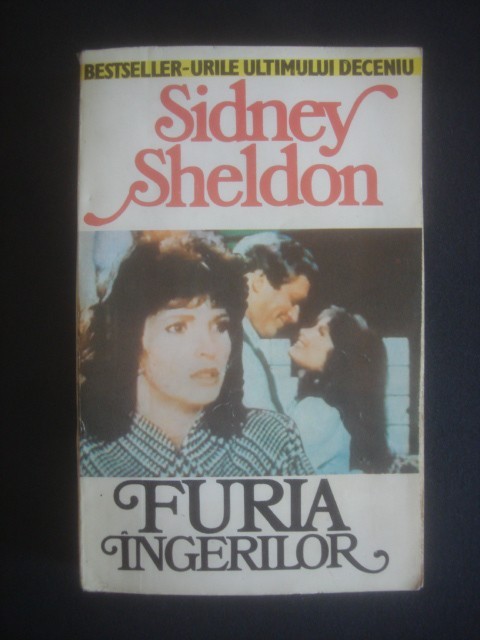 BESTSELLER-URILE ULTIMULUI DECENIU
Sidney
Sheldon
FURIA
ÎNGERILOR